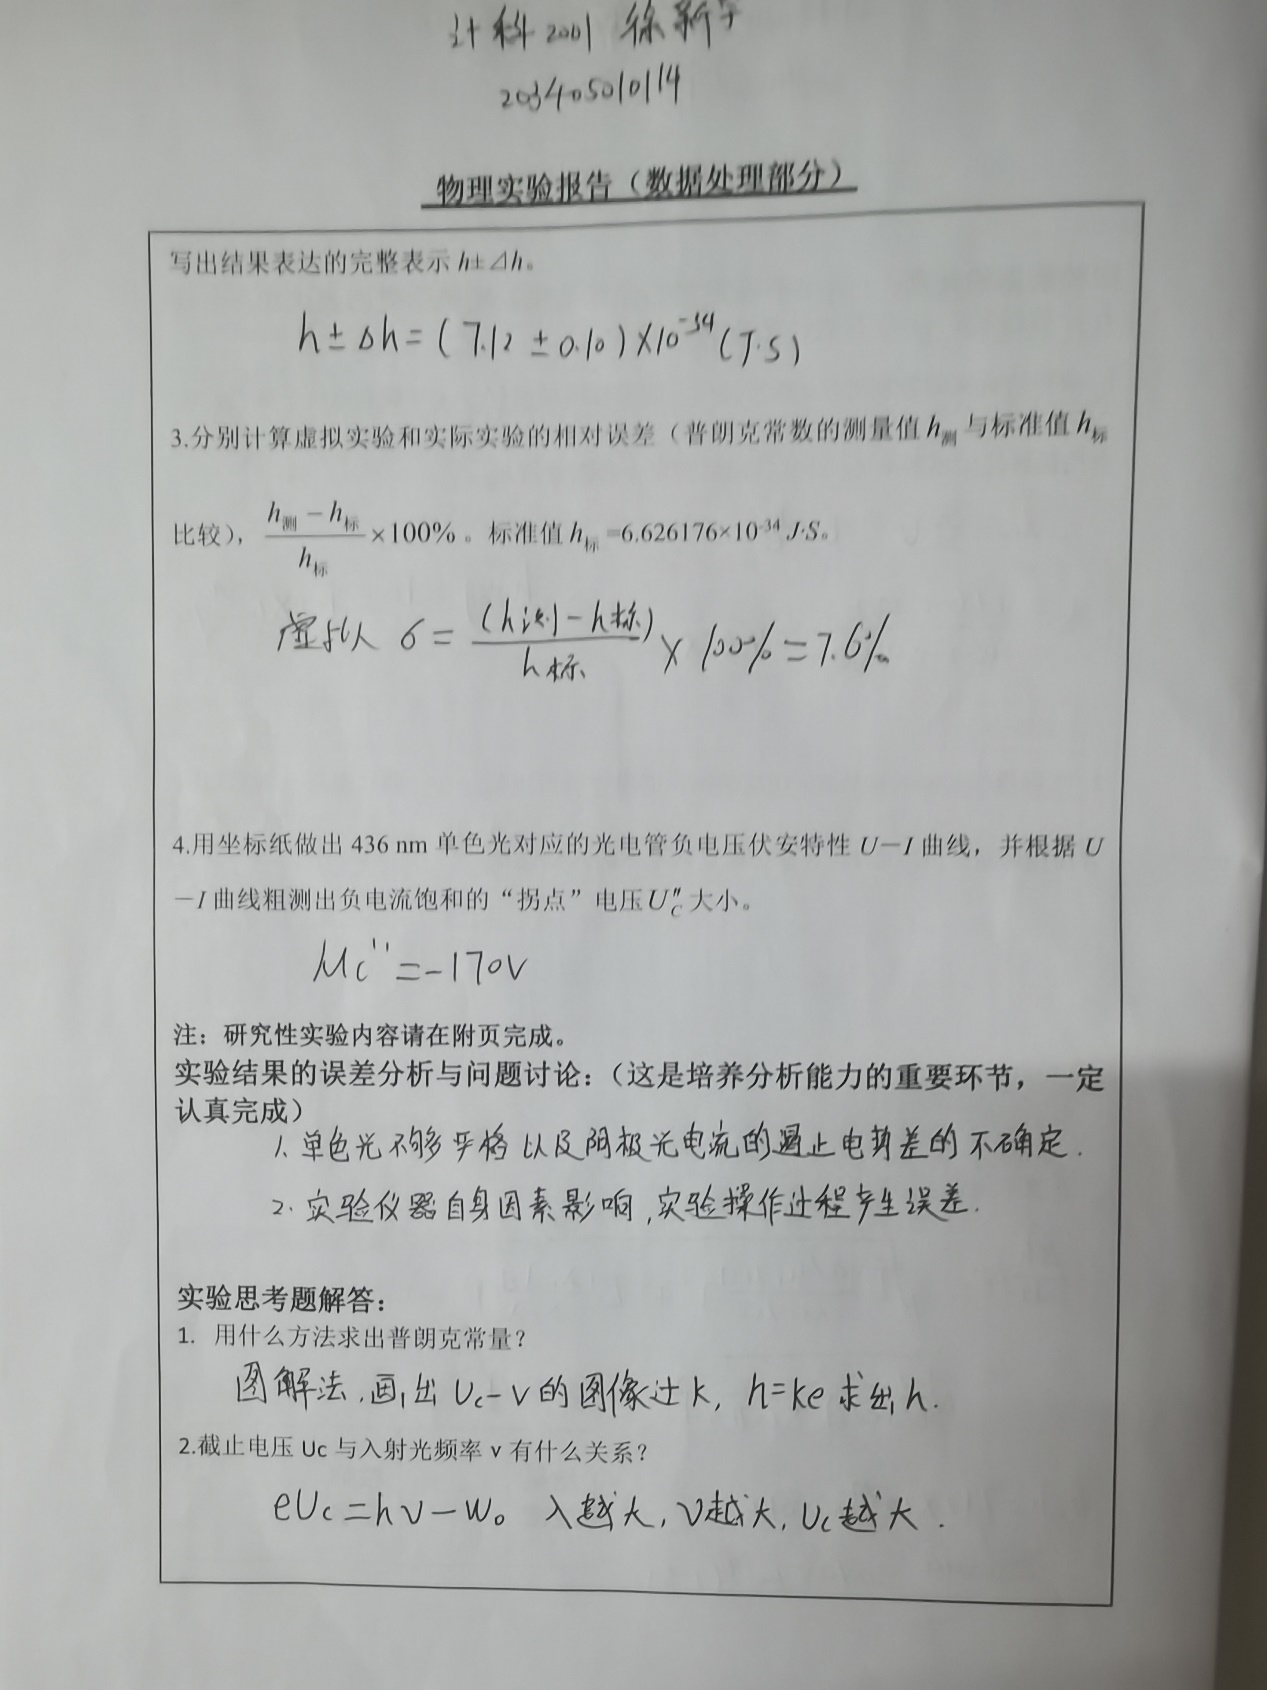 计科2001 徐新宇
203405010114
物理实验报告（数据处理部分）
写出结果表达的完整表示 h±⊿h。
h±Δh=(7.12±0.10)×10⁻³⁴(J·S)
3.分别计算虚拟实验和实际实验的相对误差（普朗克常数的测量值 h测 与标准值 h标
比较），(h测－h标)/h标 ×100% 。标准值 h标=6.626176×10⁻³⁴ J·S。
虚拟 σ = (h测－h标)/h标 × 100% = 7.6%
4.用坐标纸做出 436 nm 单色光对应的光电管负电压伏安特性 U－I 曲线，并根据 U
－I 曲线粗测出负电流饱和的“拐点”电压 U″C 大小。
Uc''=-170V
注：研究性实验内容请在附页完成。
实验结果的误差分析与问题讨论：（这是培养分析能力的重要环节，一定
认真完成）
1. 单色光不够严格以及阴极光电流的遏止电势差的不确定.
2. 实验仪器自身因素影响,实验操作过程产生误差.
实验思考题解答：
1. 用什么方法求出普朗克常量？
图解法,画出Uc-ν的图像过k, h=ke求出h.
2.截止电压 Uc 与入射光频率 v 有什么关系？
eUc=hν-W₀ 入越大,ν越大,Uc越大.